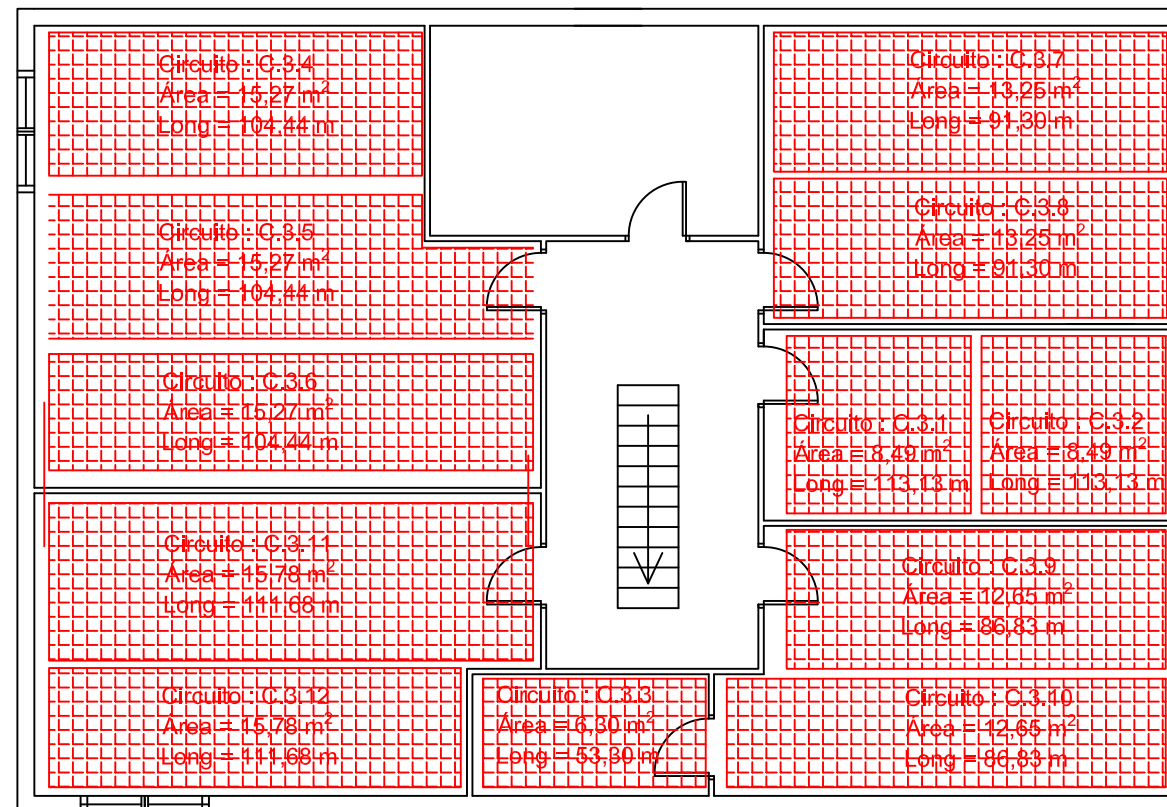 Circuito : C.3.4
Área = 15,27 m²
Long = 104,44 m
Circuito : C.3.7
Área = 13,25 m²
Long = 91,30 m
Circuito : C.3.5
Área = 15,27 m²
Long = 104,44 m
Circuito : C.3.8
Área = 13,25 m²
Long = 91,30 m
Circuito : C.3.6
Área = 15,27 m²
Long = 104,44 m
Circuito : C.3.1
Área = 8,49 m²
Long = 113,13 m
Circuito : C.3.2
Área = 8,49 m²
Long = 113,13 m
Circuito : C.3.11
Área = 15,78 m²
Long = 111,68 m
Circuito : C.3.9
Área = 12,65 m²
Long = 86,83 m
Circuito : C.3.12
Área = 15,78 m²
Long = 111,68 m
Circuito : C.3.3
Área = 6,30 m²
Long = 53,30 m
Circuito : C.3.10
Área = 12,65 m²
Long = 86,83 m